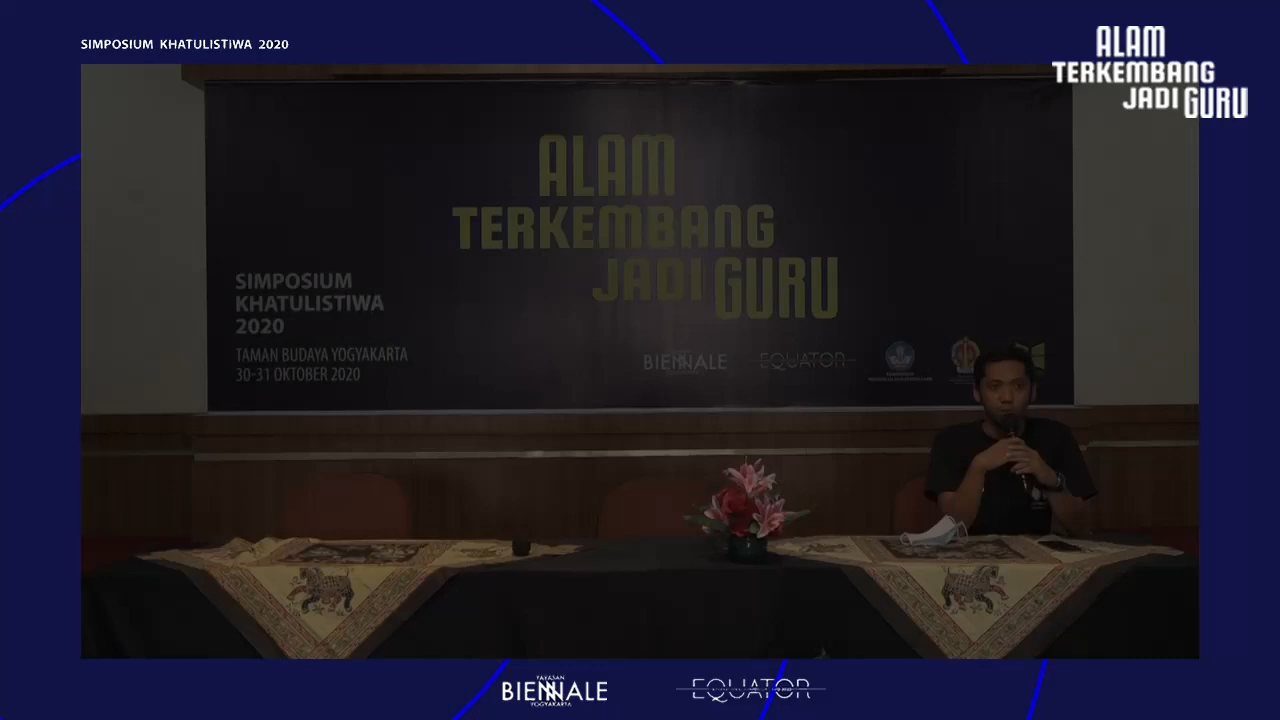 SIMPOSIUM KHATULISTIWA 2020
ALAM
TERKEMBANG
JADI GURU
ALAM
TERKEMBANG
JADI GURU
SIMPOSIUM
KHATULISTIWA
2020
TAMAN BUDAYA YOGYAKARTA
30-31 OKTOBER 2020
BIENNALE
EQUATOR
YAYASAN
BIENNALE
YOGYAKARTA
EQUATOR